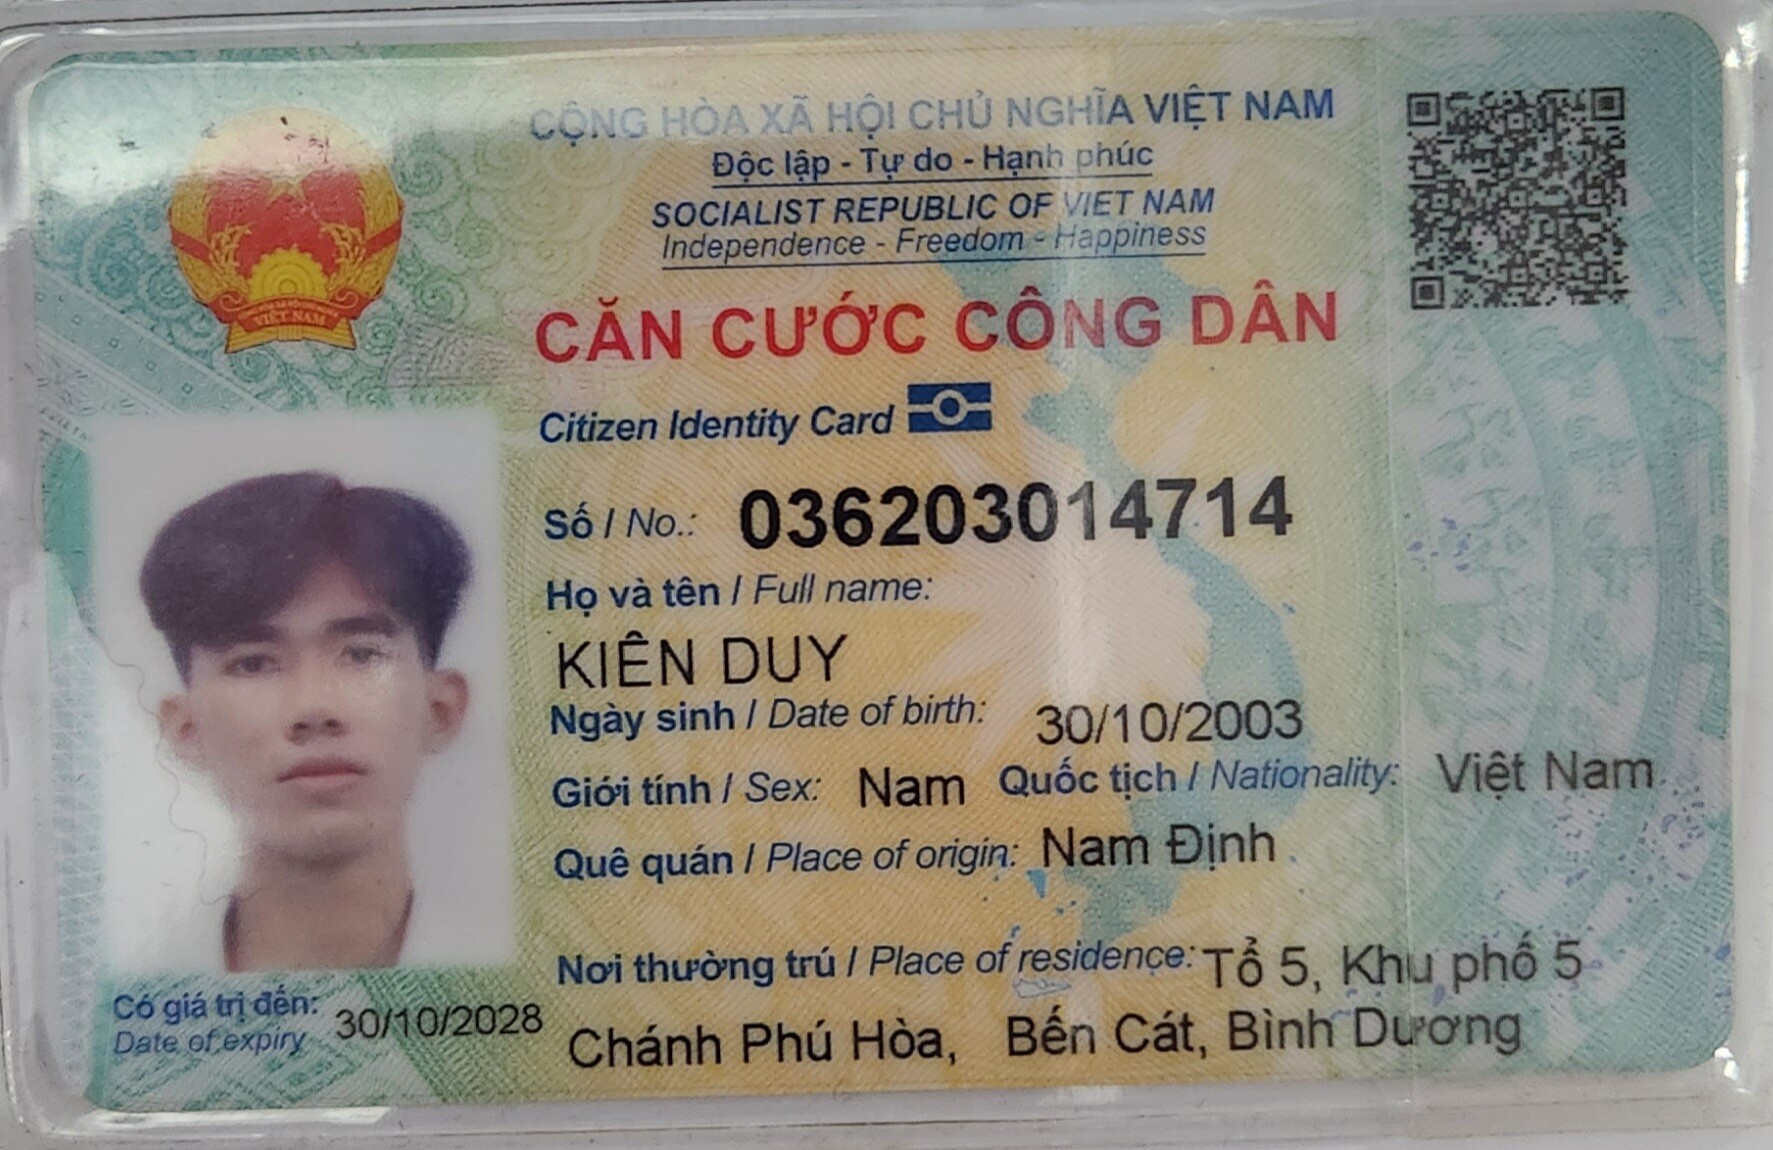 CỘNG HÒA XÃ HỘI CHỦ NGHĨA VIỆT NAM
Độc lập - Tự do - Hạnh phúc
SOCIALIST REPUBLIC OF VIET NAM
Independence - Freedom - Happiness
CĂN CƯỚC CÔNG DÂN
Citizen Identity Card
VIỆT NAM
Số / No.: 036203014714
Họ và tên / Full name:
KIÊN DUY
Ngày sinh / Date of birth: 30/10/2003
Giới tính / Sex: Nam Quốc tịch / Nationality: Việt Nam
Quê quán / Place of origin: Nam Định
Nơi thường trú / Place of residence: Tổ 5, Khu phố 5
Chánh Phú Hòa, Bến Cát, Bình Dương
Có giá trị đến: 30/10/2028
Date of expiry